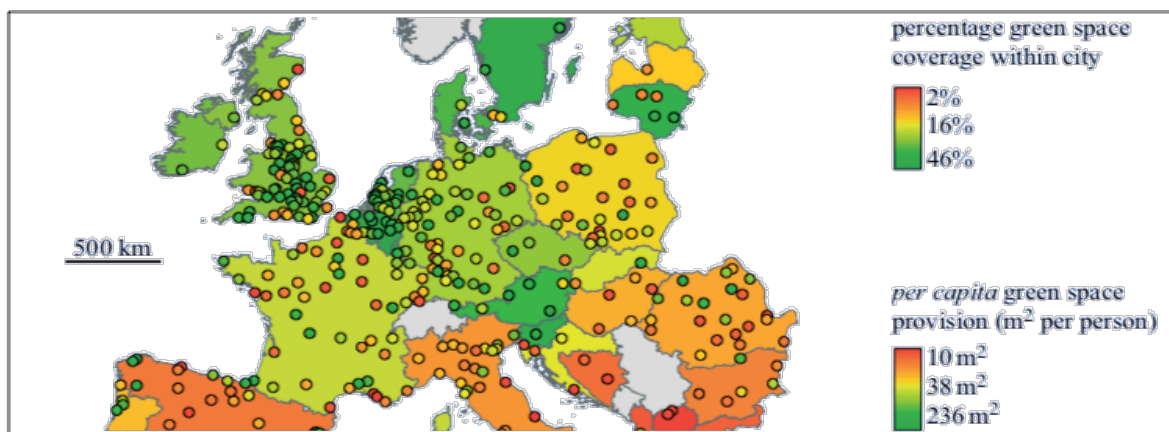 percentage green space
coverage within city
2%
16%
46%
500 km
per capita green space
provision (m² per person)
10 m²
38 m²
236 m²